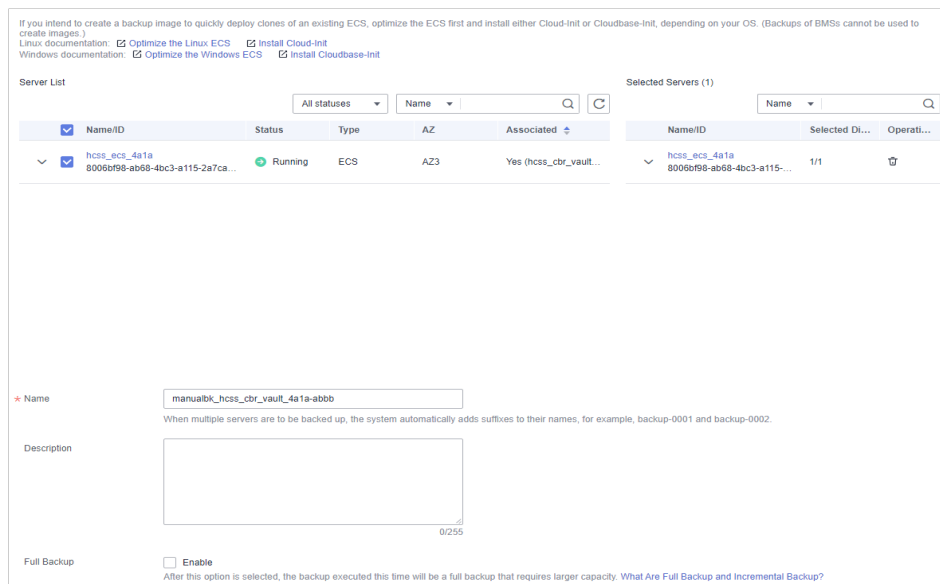 If you intend to create a backup image to quickly deploy clones of an existing ECS, optimize the ECS first and install either Cloud-Init or Cloudbase-Init, depending on your OS. (Backups of BMSs cannot be used to
create images.)
Linux documentation: Optimize the Linux ECS Install Cloud-Init
Windows documentation: Optimize the Windows ECS Install Cloudbase-Init
Server List
All statuses Name
Name/ID Status Type AZ Associated
hcss_ecs_4a1a
8006bf98-ab68-4bc3-a115-2a7ca... Running ECS AZ3 Yes (hcss_cbr_vault...
Selected Servers (1)
Name
Name/ID Selected Di... Operati...
hcss_ecs_4a1a
8006bf98-ab68-4bc3-a115-... 1/1
* Name manualbk_hcss_cbr_vault_4a1a-abbb
When multiple servers are to be backed up, the system automatically adds suffixes to their names, for example, backup-0001 and backup-0002.
Description
0/255
Full Backup Enable
After this option is selected, the backup executed this time will be a full backup that requires larger capacity. What Are Full Backup and Incremental Backup?